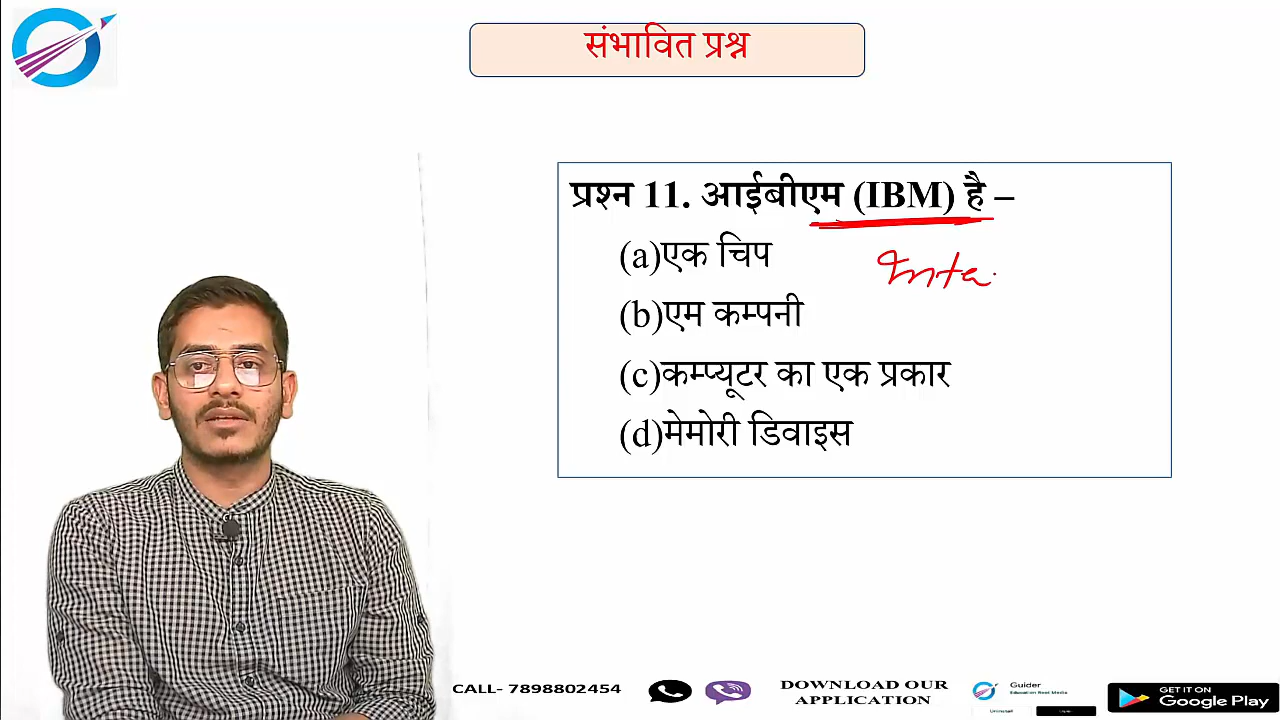 संभावित प्रश्न
प्रश्न 11. आईबीएम (IBM) है –
(a)एक चिप
(b)एम कम्पनी
(c)कम्प्यूटर का एक प्रकार
(d)मेमोरी डिवाइस
CALL- 7898802454
DOWNLOAD OUR
APPLICATION
Guider
GET IT ON
Google Play